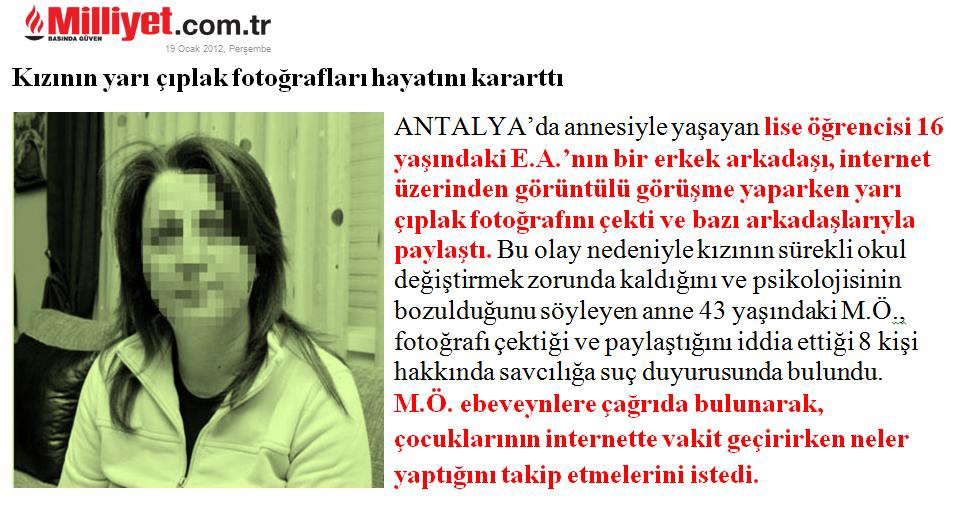 Milliyet.com.tr
BASINDA GÜVEN
19 Ocak 2012, Perşembe
Kızının yarı çıplak fotoğrafları hayatını kararttı
ANTALYA’da annesiyle yaşayan lise öğrencisi 16
yaşındaki E.A.’nın bir erkek arkadaşı, internet
üzerinden görüntülü görüşme yaparken yarı
çıplak fotoğrafını çekti ve bazı arkadaşlarıyla
paylaştı. Bu olay nedeniyle kızının sürekli okul
değiştirmek zorunda kaldığını ve psikolojisinin
bozulduğunu söyleyen anne 43 yaşındaki M.Ö.,
fotoğrafı çektiği ve paylaştığını iddia ettiği 8 kişi
hakkında savcılığa suç duyurusunda bulundu.
M.Ö. ebeveynlere çağrıda bulunarak,
çocuklarının internette vakit geçirirken neler
yaptığını takip etmelerini istedi.